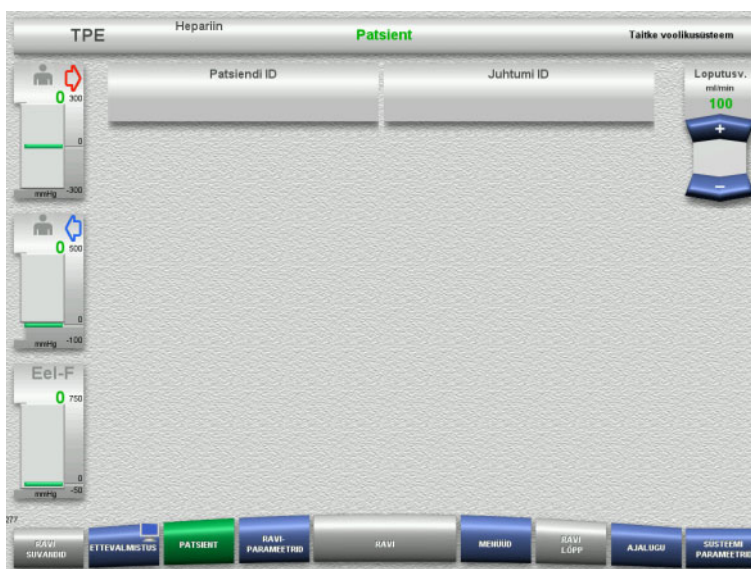 TPE
Hepariin
Patsient
Taitke voolikusüsteem
0
300
0
-300
mmHg
Patsiendi ID
Juhtumi ID
Loputusv.
ml/min
100
+
−
0
500
0
-100
mmHg
Eel-F
0
750
0
-50
mmHg
277
RAVI
SUVANDID
ETTEVALMISTUS
PATSIENT
RAVI-
PARAMEETRID
RAVI
MENÜÜD
RAVI
LÕPP
AJALUGU
SÜSTEEMI
PARAMEETRID